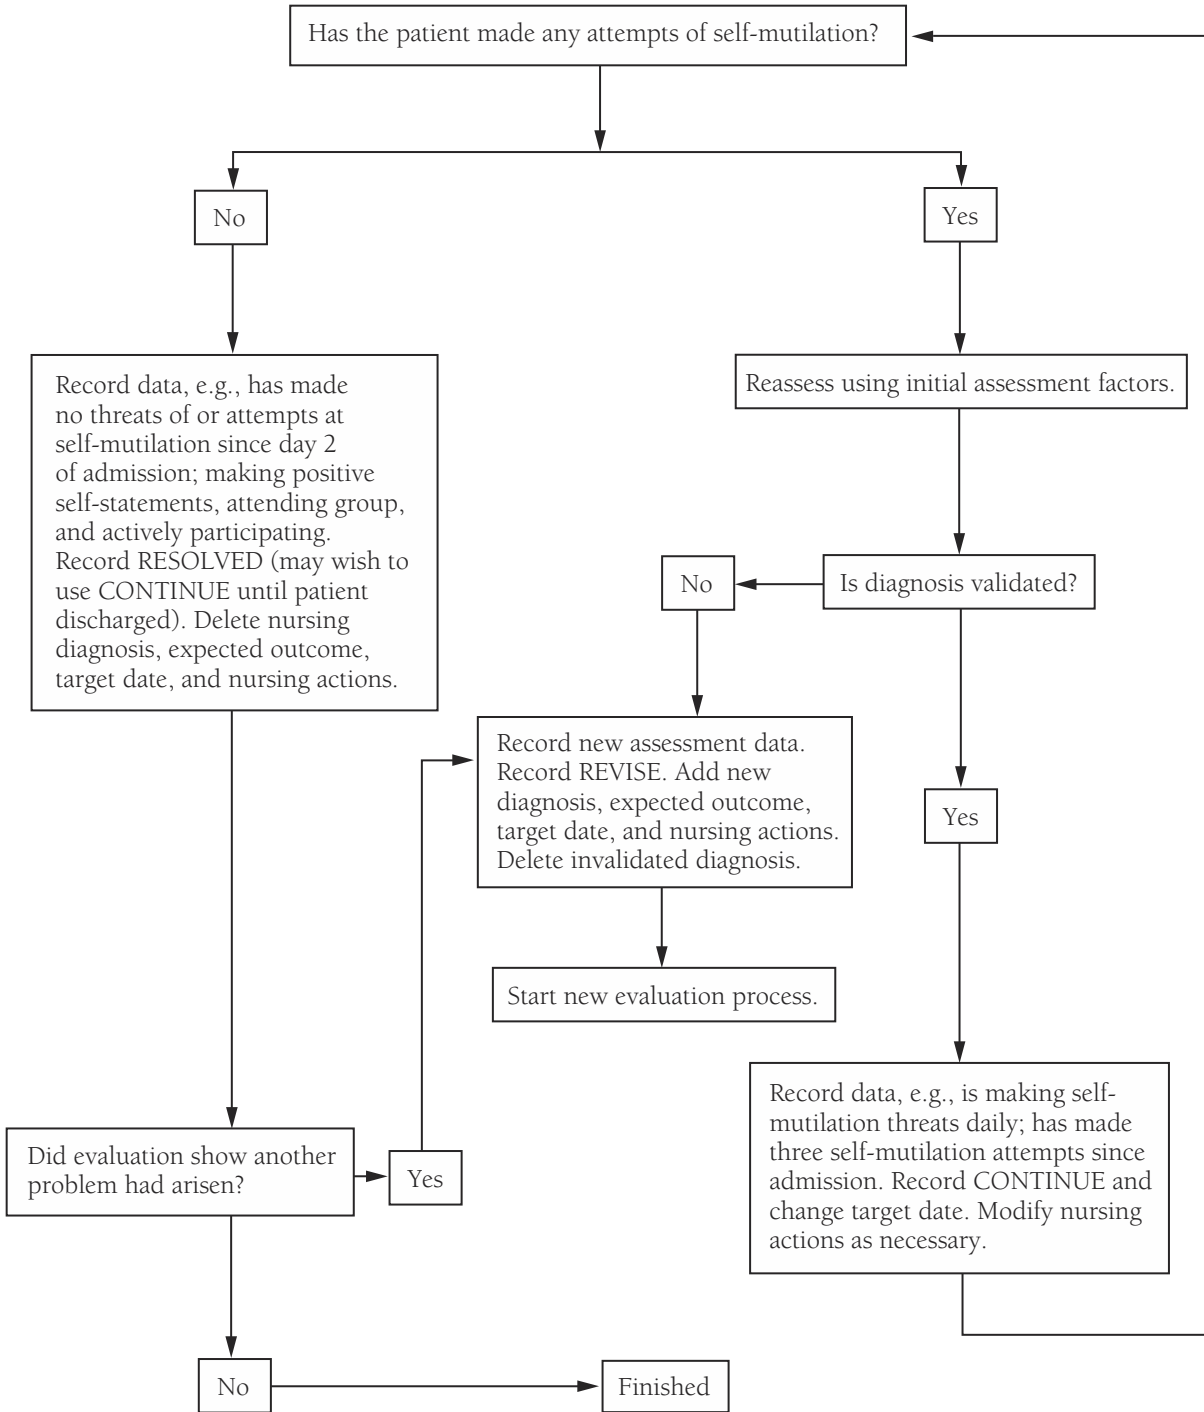 Has the patient made any attempts of self-mutilation?
No
Yes
Record data, e.g., has made
no threats of or attempts at
self-mutilation since day 2
of admission; making positive
self-statements, attending group,
and actively participating.
Record RESOLVED (may wish to
use CONTINUE until patient
discharged). Delete nursing
diagnosis, expected outcome,
target date, and nursing actions.
Reassess using initial assessment factors.
No
Is diagnosis validated?
Record new assessment data.
Record REVISE. Add new
diagnosis, expected outcome,
target date, and nursing actions.
Delete invalidated diagnosis.
Yes
Start new evaluation process.
Record data, e.g., is making self-
mutilation threats daily; has made
three self-mutilation attempts since
admission. Record CONTINUE and
change target date. Modify nursing
actions as necessary.
Did evaluation show another
problem had arisen?
Yes
No
Finished